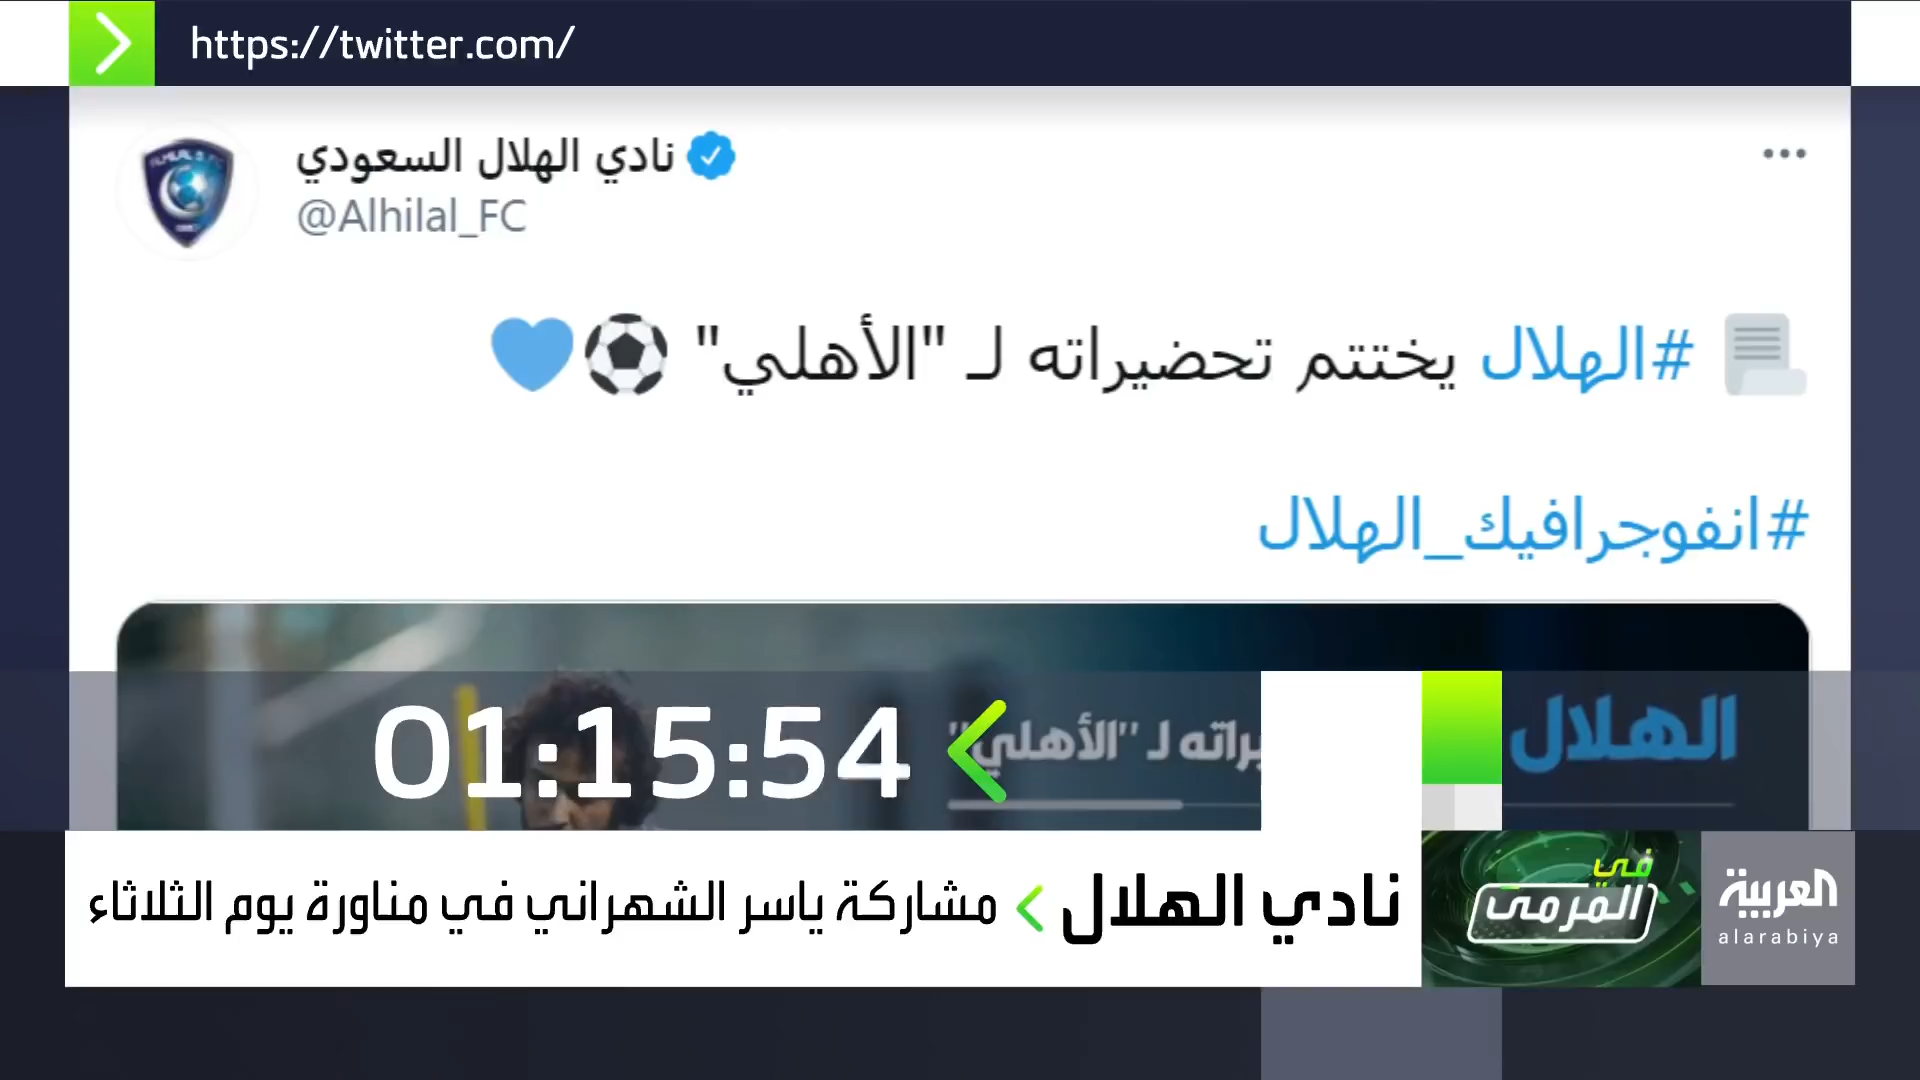 https://twitter.com/
نادي الهلال السعودي
@Alhilal_FC
#الهلال يختتم تحضيراته لـ "الأهلي"
#انفوجرافيك_الهلال
الهلال
لـ "الأهلي"
01:15:54
في المرمى
العربية
alarabiya
نادي الهلال > مشاركة ياسر الشهراني في مناورة يوم الثلاثاء